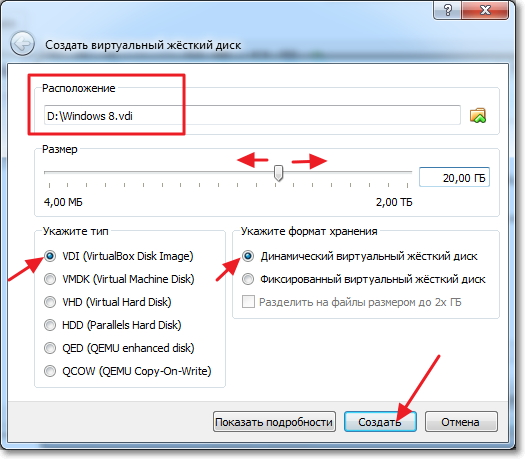 Создать виртуальный жёсткий диск
Расположение
D:\Windows 8.vdi
Размер
20,00 ГБ
4,00 МБ 2,00 ТБ
Укажите тип
VDI (VirtualBox Disk Image)
VMDK (Virtual Machine Disk)
VHD (Virtual Hard Disk)
HDD (Parallels Hard Disk)
QED (QEMU enhanced disk)
QCOW (QEMU Copy-On-Write)
Укажите формат хранения
Динамический виртуальный жёсткий диск
Фиксированный виртуальный жёсткий диск
Разделить на файлы размером до 2х ГБ
Показать подробности Создать Отмена